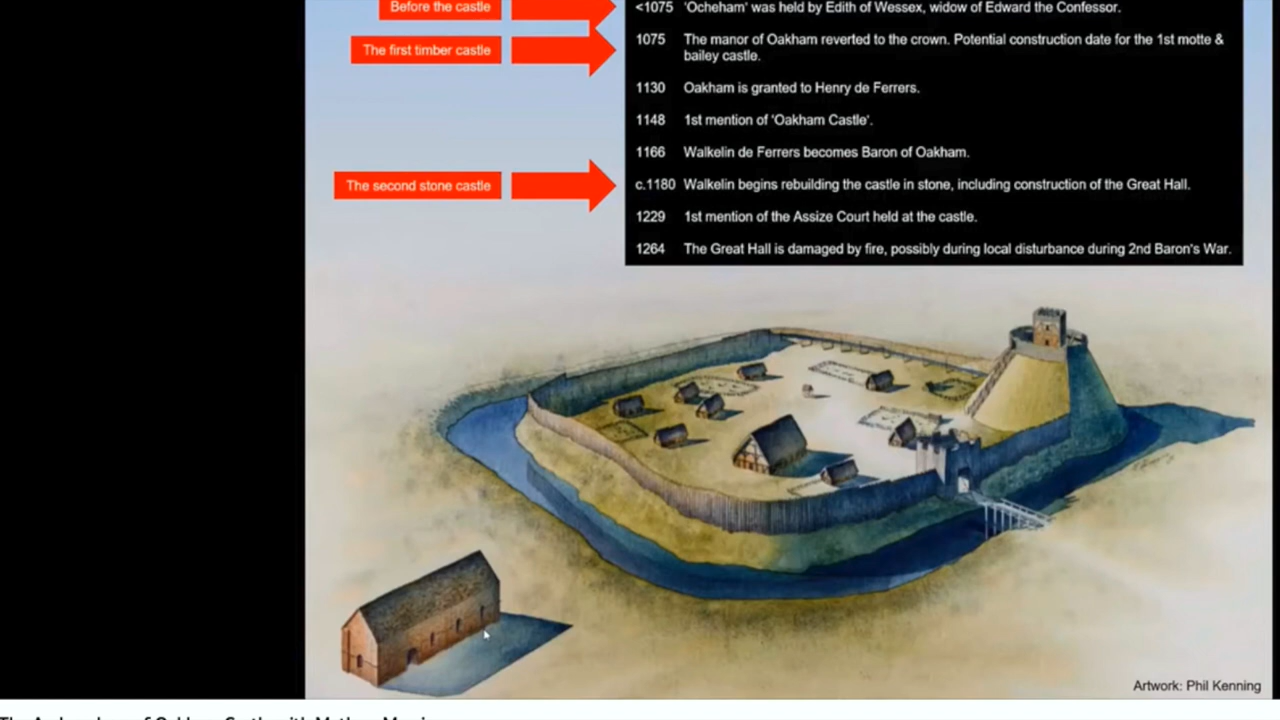 Before the castle
<1075 'Ocheham' was held by Edith of Wessex, widow of Edward the Confessor.
The first timber castle
1075 The manor of Oakham reverted to the crown. Potential construction date for the 1st motte &
bailey castle.
1130 Oakham is granted to Henry de Ferrers.
1148 1st mention of 'Oakham Castle'.
1166 Walkelin de Ferrers becomes Baron of Oakham.
The second stone castle
c.1180 Walkelin begins rebuilding the castle in stone, including construction of the Great Hall.
1229 1st mention of the Assize Court held at the castle.
1264 The Great Hall is damaged by fire, possibly during local disturbance during 2nd Baron's War.
Artwork: Phil Kenning